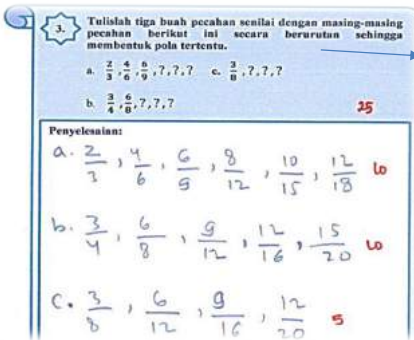 3. Tulislah tiga buah pecahan senilai dengan masing-masing
pecahan berikut ini secara berurutan sehingga
membentuk pola tertentu.
a. 2/3, 4/6, 6/9, ?, ?, ? c. 3/8, ?, ?, ?
b. 3/4, 6/8, ?, ?, ?
25
Penyelesaian:
a. 2/3, 4/6, 6/9, 8/12, 10/15, 12/18 10
b. 3/4, 6/8, 9/12, 12/16, 15/20 10
c. 3/8, 6/12, 9/16, 12/20 5